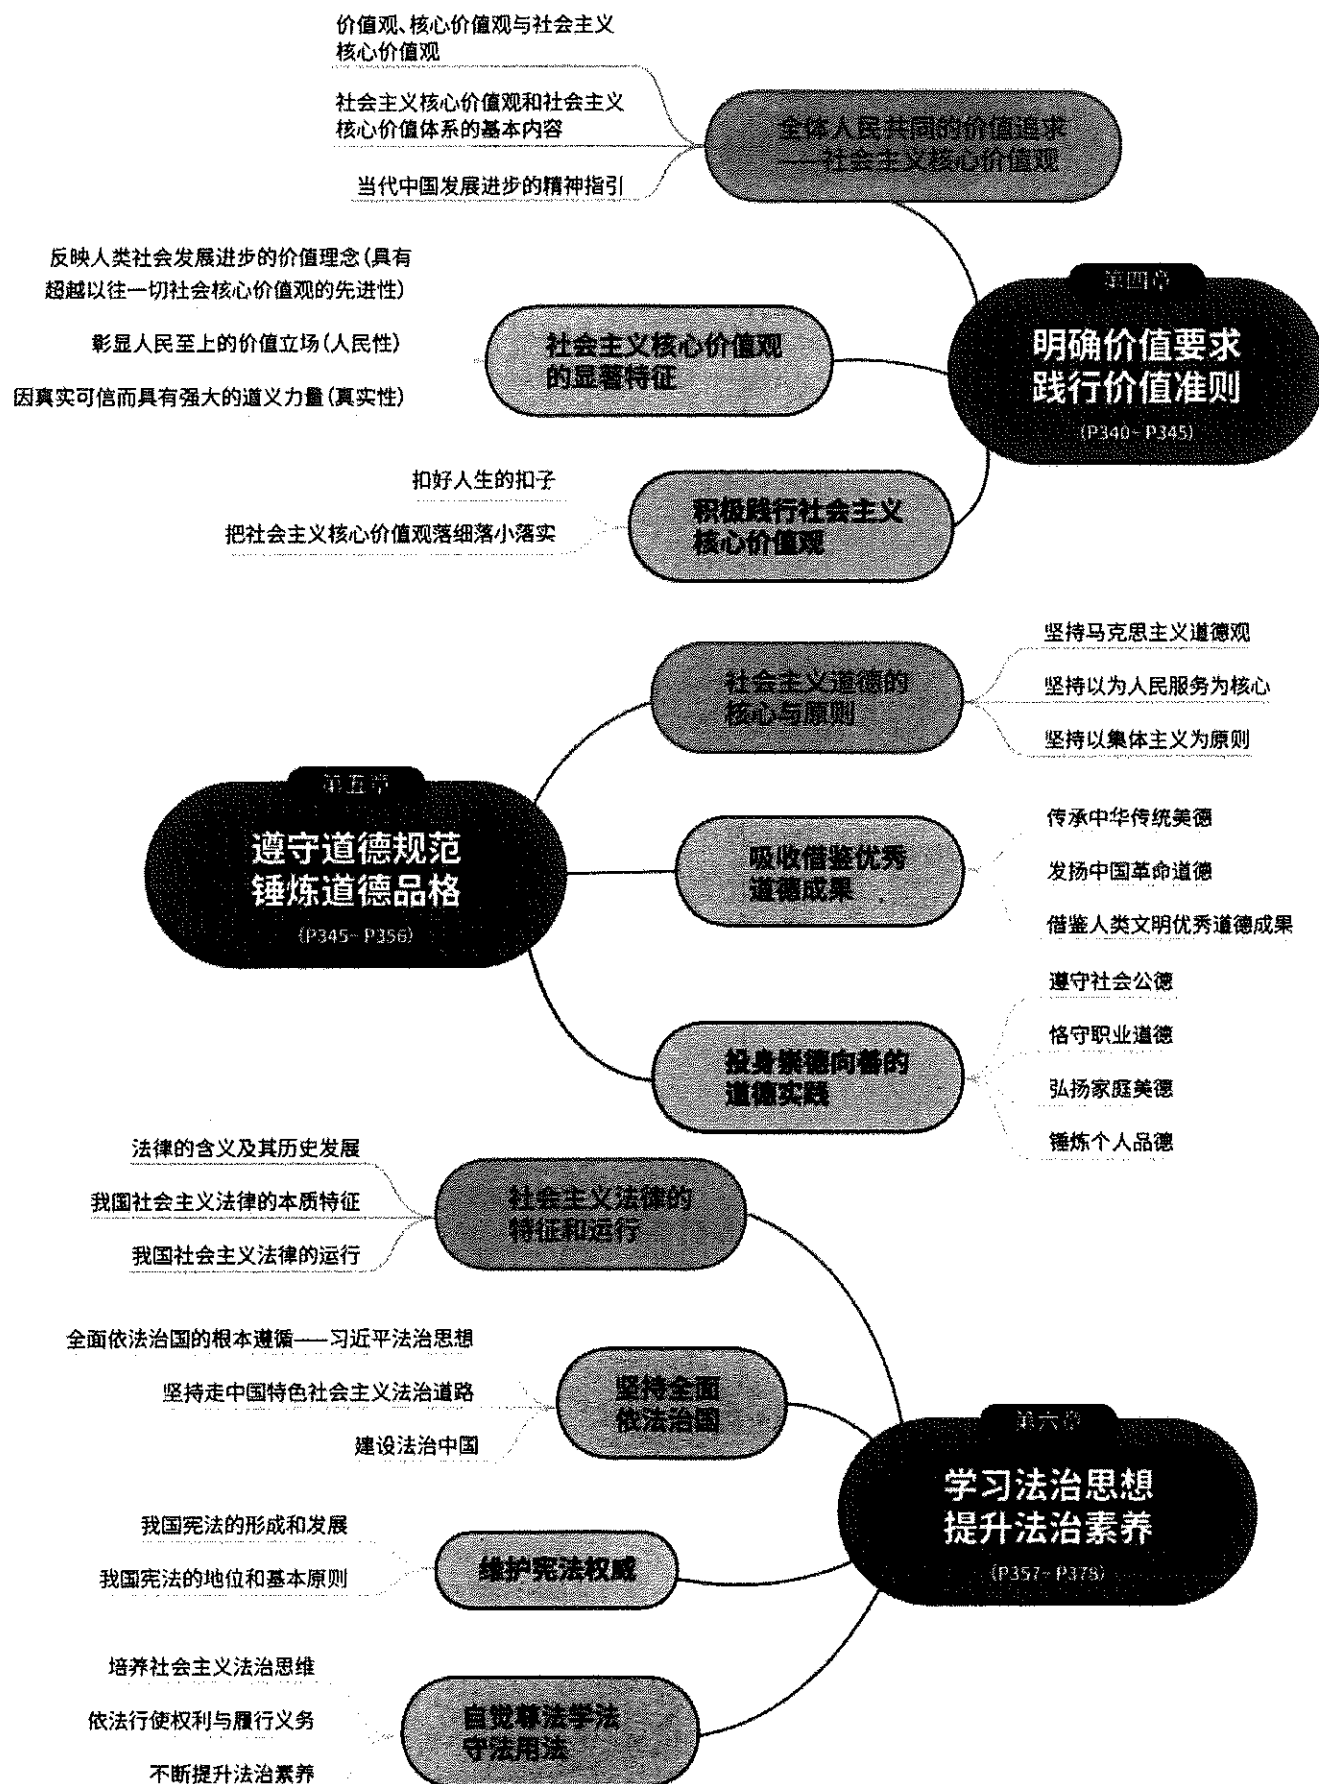 价值观、核心价值观与社会主义
核心价值观
社会主义核心价值观和社会主义
核心价值体系的基本内容
当代中国发展进步的精神指引
全体人民共同的价值追求
——社会主义核心价值观
反映人类社会发展进步的价值理念(具有
超越以往一切社会核心价值观的先进性)
彰显人民至上的价值立场(人民性)
因真实可信而具有强大的道义力量(真实性)
社会主义核心价值观
的显著特征
第四章
明确价值要求
践行价值准则
(P340-P345)
扣好人生的扣子
把社会主义核心价值观落细落小落实
积极践行社会主义
核心价值观
社会主义道德的
核心与原则
坚持马克思主义道德观
坚持以为人民服务为核心
坚持以集体主义为原则
第五章
遵守道德规范
锤炼道德品格
(P345-P356)
吸收借鉴优秀
道德成果
传承中华传统美德
发扬中国革命道德
借鉴人类文明优秀道德成果
投身崇德向善的
道德实践
遵守社会公德
恪守职业道德
弘扬家庭美德
锤炼个人品德
法律的含义及其历史发展
我国社会主义法律的本质特征
我国社会主义法律的运行
社会主义法律的
特征和运行
全面依法治国的根本遵循——习近平法治思想
坚持走中国特色社会主义法治道路
建设法治中国
坚持全面
依法治国
第六章
学习法治思想
提升法治素养
(P357-P378)
我国宪法的形成和发展
我国宪法的地位和基本原则
维护宪法权威
培养社会主义法治思维
依法行使权利与履行义务
不断提升法治素养
自觉尊法学法
守法用法